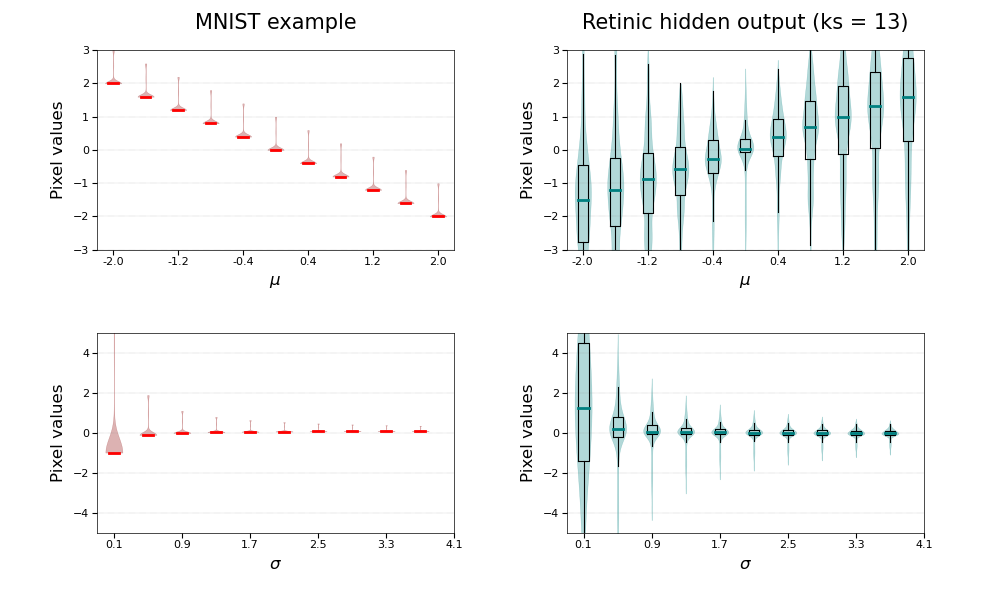 MNIST example
Retinic hidden output (ks = 13)
Pixel values
3
2
1
0
−1
−2
−3
-2.0 -1.2 -0.4 0.4 1.2 2.0
μ
Pixel values
3
2
1
0
−1
−2
−3
-2.0 -1.2 -0.4 0.4 1.2 2.0
μ
Pixel values
4
2
0
−2
−4
0.1 0.9 1.7 2.5 3.3 4.1
σ
Pixel values
4
2
0
−2
−4
0.1 0.9 1.7 2.5 3.3 4.1
σ